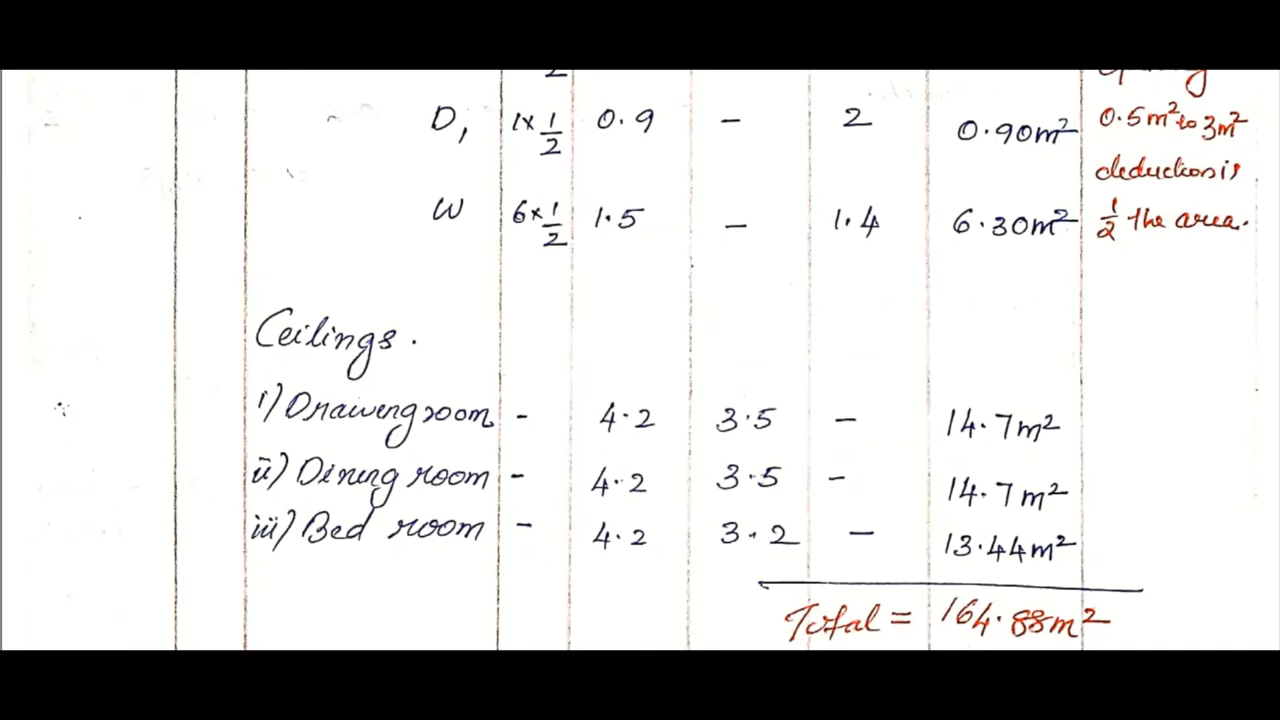 D₁ 1×1/2 0.9 - 2 0.90m² 0.5m² to 3m²
deduction is
W 6×1/2 1.5 - 1.4 6.30m² 1/2 the area.
Ceilings.
i) Drawing room - 4.2 3.5 - 14.7m²
ii) Dining room - 4.2 3.5 - 14.7m²
iii) Bed room - 4.2 3.2 - 13.44m²
Total = 164.88m²